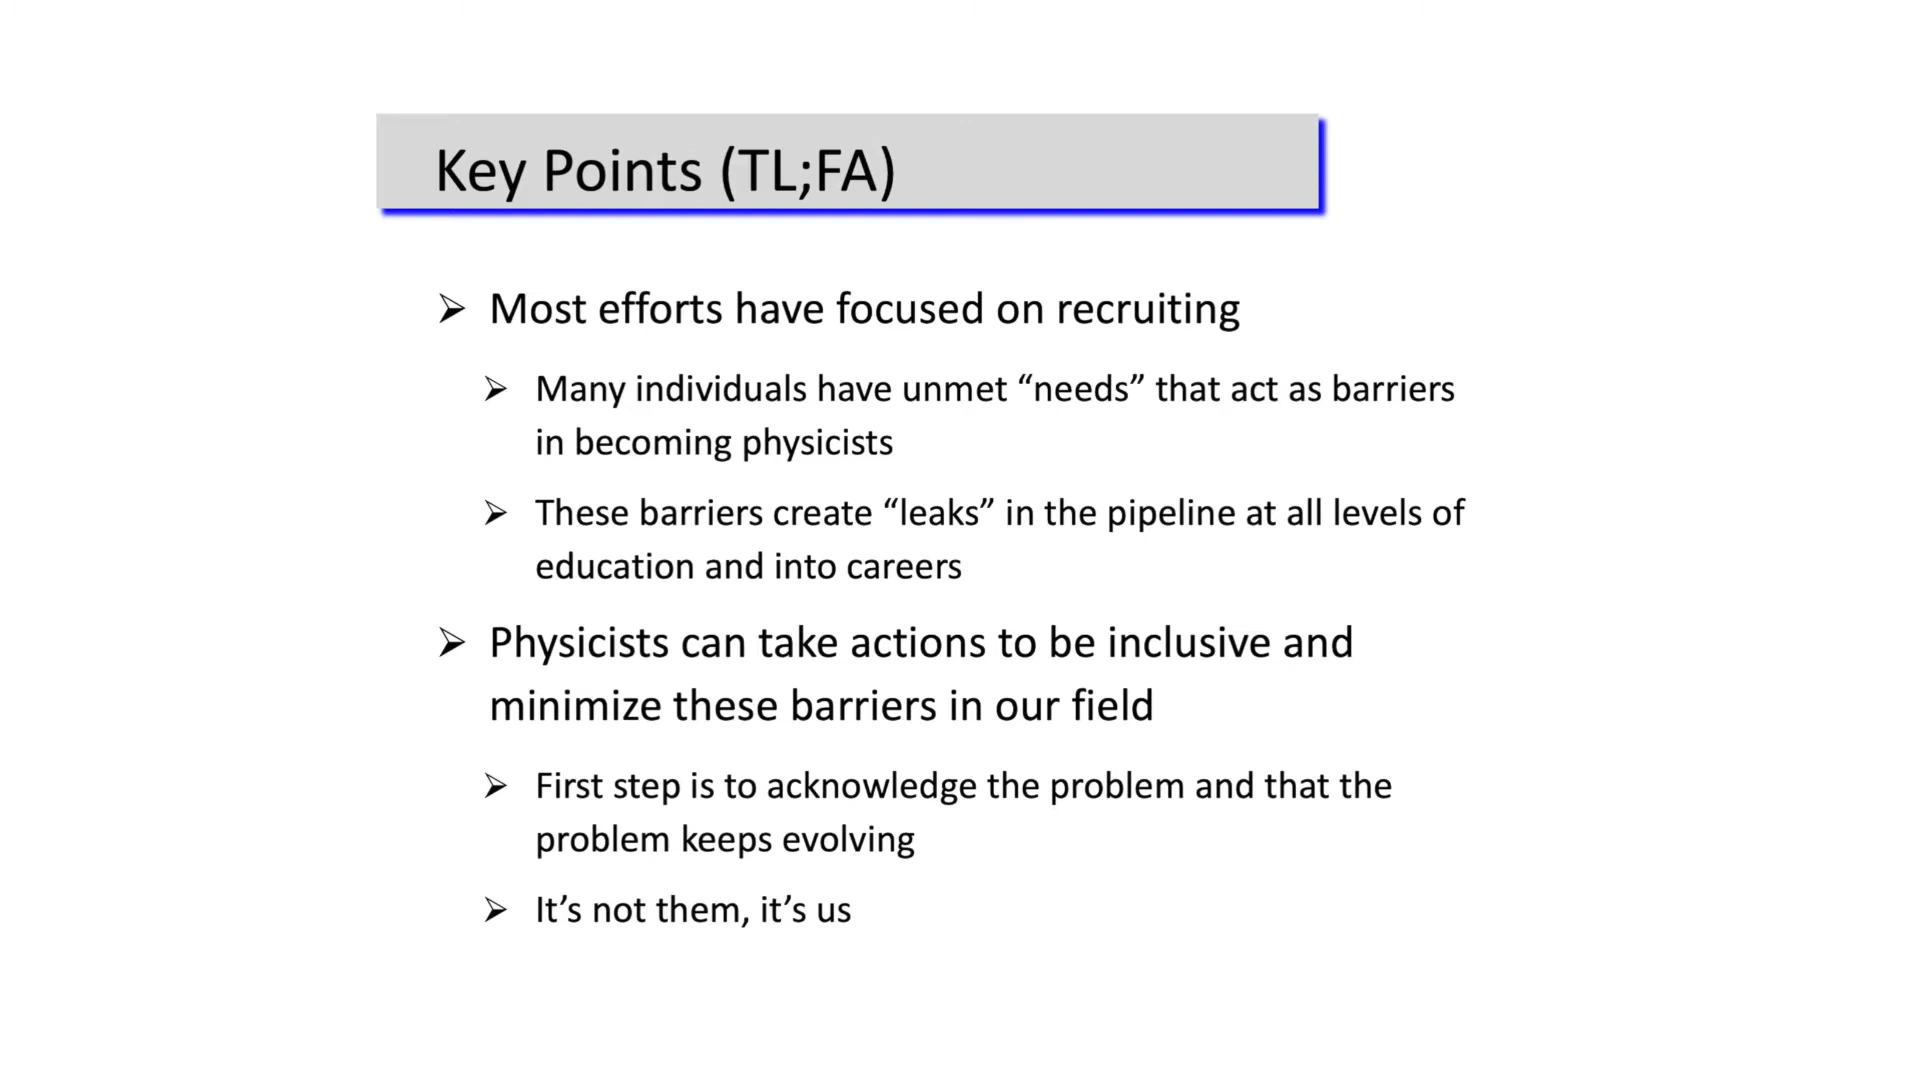 Key Points (TL;FA)
Most efforts have focused on recruiting
Many individuals have unmet “needs” that act as barriers
in becoming physicists
These barriers create “leaks” in the pipeline at all levels of
education and into careers
Physicists can take actions to be inclusive and
minimize these barriers in our field
First step is to acknowledge the problem and that the
problem keeps evolving
It’s not them, it’s us